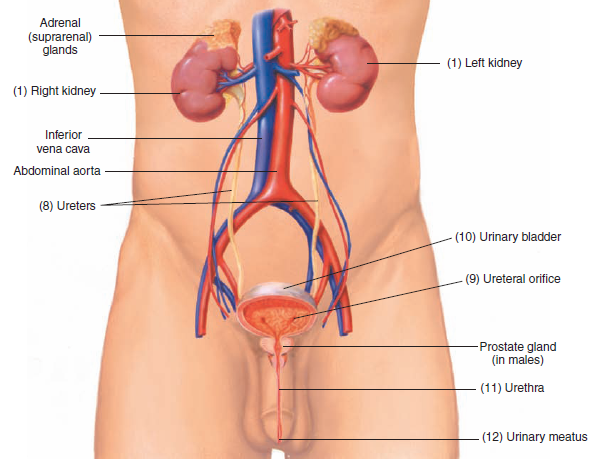 Adrenal
(suprarenal)
glands
(1) Right kidney
Inferior
vena cava
Abdominal aorta
(8) Ureters
(1) Left kidney
(10) Urinary bladder
(9) Ureteral orifice
Prostate gland
(in males)
(11) Urethra
(12) Urinary meatus